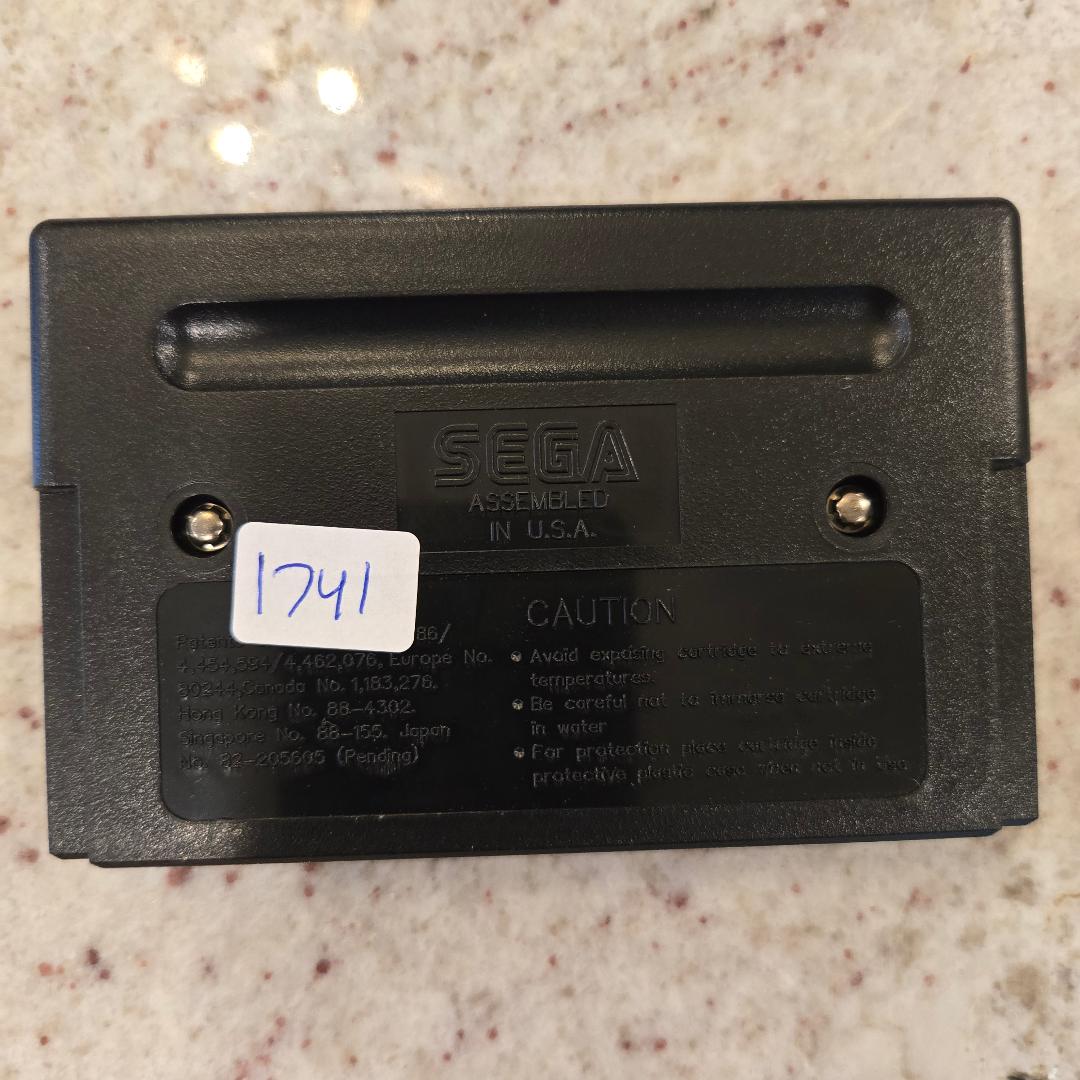 SEGA
ASSEMBLED
IN U.S.A.
1741
Patents 86/
4,454,594/4,462,076, Europe No.
80244, Canada No. 1,183,276.
Hong Kong No. 88-4302.
Singapore No. 88-155. Japan
No. 82-205605 (Pending)
CAUTION
• Avoid exposing cartridge to extreme
temperatures.
• Be careful not to immerse cartridge
in water
• For protection place cartridge inside
protective plastic case when not in use.